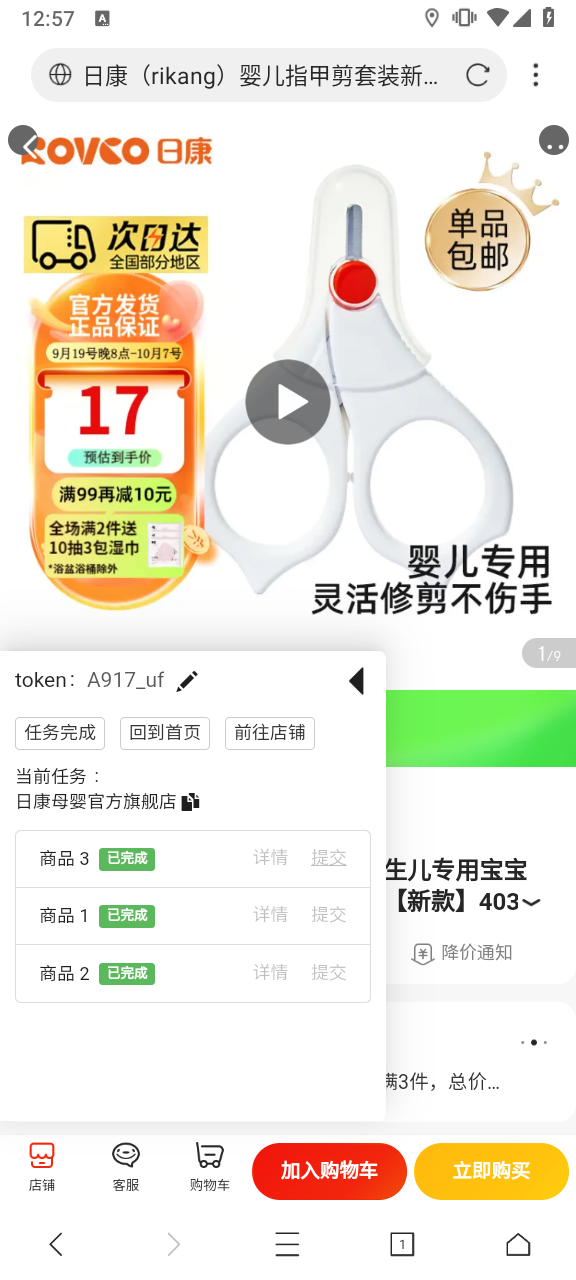 12:57
A
日康（rikang）婴儿指甲剪套装新…
ROVCO 日康
次日达
全国部分地区
单品
包邮
官方发货
正品保证
9月19号晚8点-10月7号
17
预估到手价
满99再减10元
全场满2件送
10抽3包湿巾
*浴盆浴桶除外
婴儿专用
灵活修剪不伤手
1/9
token: A917_uf
任务完成
回到首页
前往店铺
当前任务：
日康母婴官方旗舰店
商品 3 已完成 详情 提交
商品 1 已完成 详情 提交
商品 2 已完成 详情 提交
生儿专用宝宝
【新款】403
降价通知
满3件，总价…
店铺
客服
购物车
加入购物车
立即购买
1